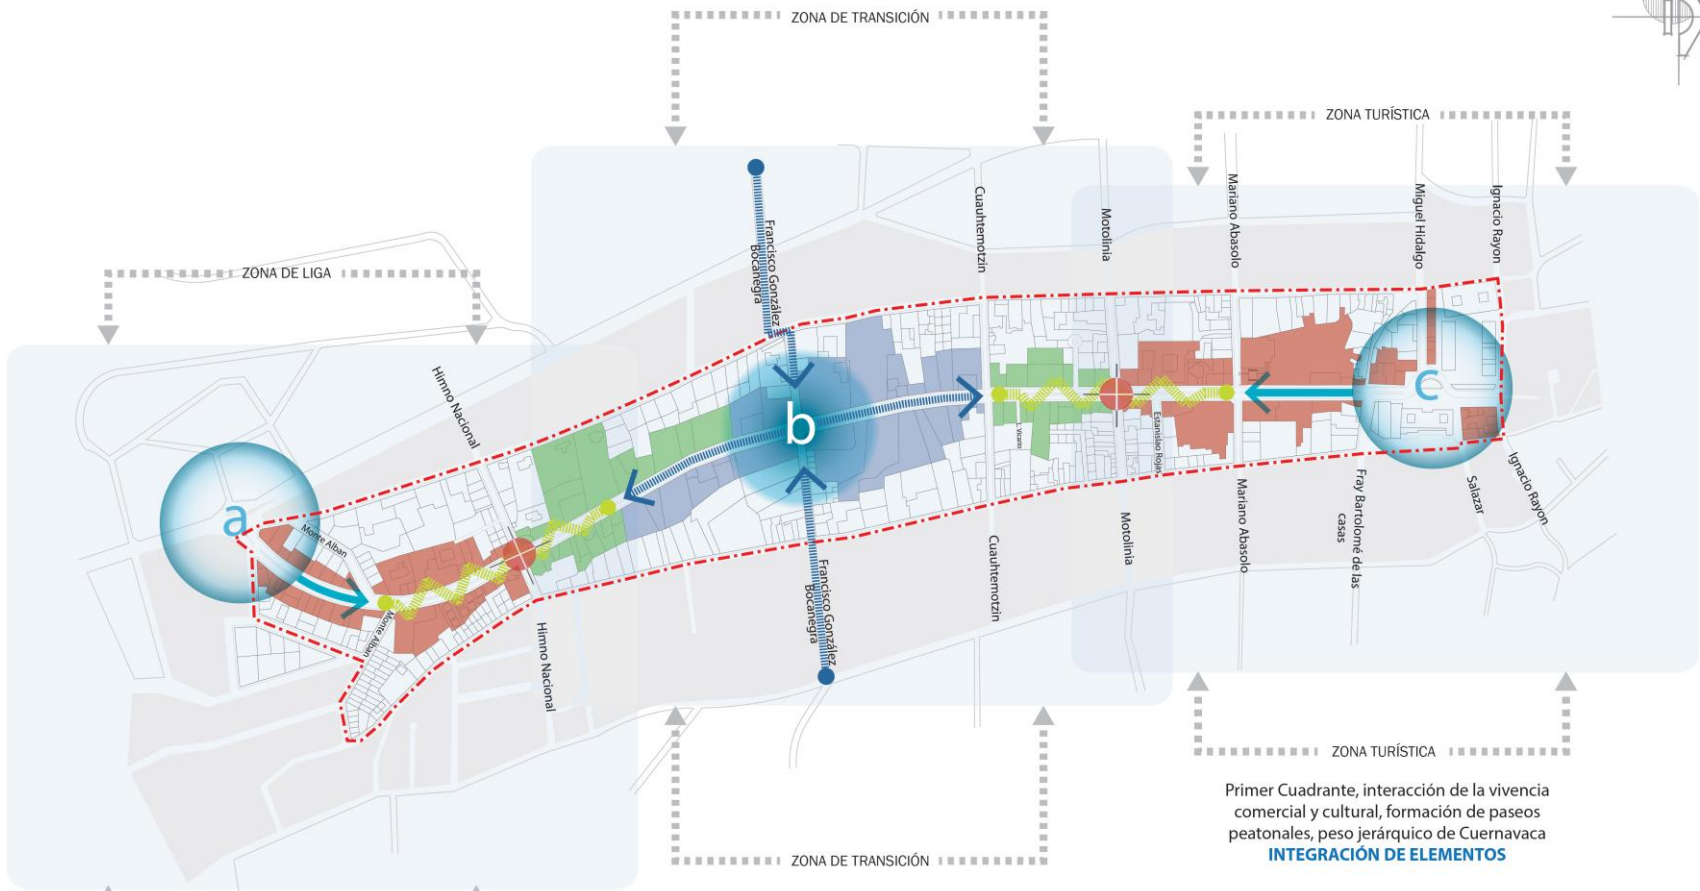 ZONA DE TRANSICIÓN
ZONA TURÍSTICA
ZONA DE LIGA
Francisco González
Bocanegra
Cuauhtemotzin
Motolinia
Mariano Abasolo
Miguel Hidalgo
Ignacio Rayon
Himno Nacional
a
b
c
Monte Alban
Monte Alban
L. Vicario
Estanislao Rojas
Himno Nacional
Francisco González
Bocanegra
Cuauhtemotzin
Motolinia
Mariano Abasolo
Fray Bartolomé de las
casas
Salazar
Ignacio Rayon
ZONA DE TRANSICIÓN
ZONA TURÍSTICA
Primer Cuadrante, interacción de la vivencia
comercial y cultural, formación de paseos
peatonales, peso jerárquico de Cuernavaca
INTEGRACIÓN DE ELEMENTOS